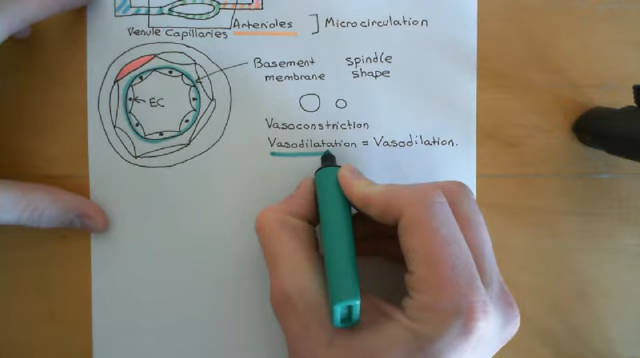 Arterioles ] Microcirculation
Venule Capillaries
Basement spindle
membrane shape
EC
Vasoconstriction
Vasodilatation = Vasodilation.